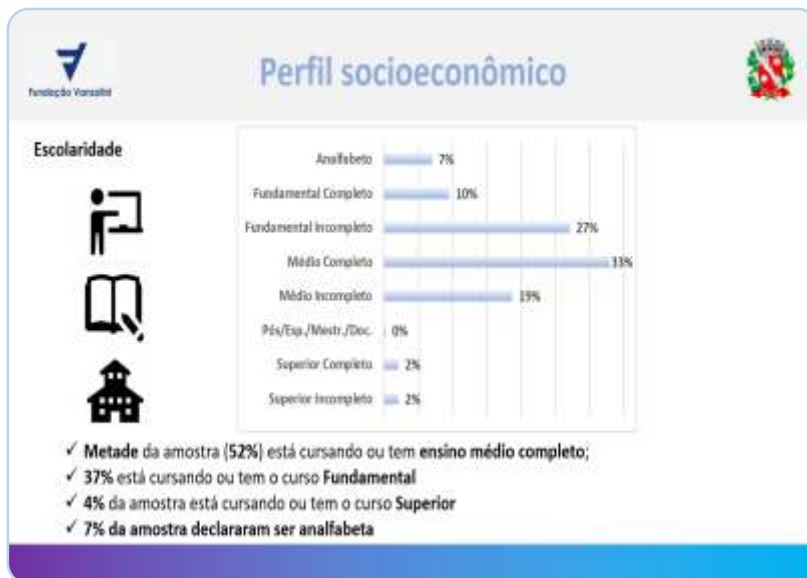 Fundação Vanzolini
Perfil socioeconômico
Escolaridade
Analfabeto 7%
Fundamental Completo 10%
Fundamental Incompleto 27%
Médio Completo 33%
Médio Incompleto 19%
Pós/Esp./Mestr./Doc. 0%
Superior Completo 2%
Superior Incompleto 2%
✓ Metade da amostra (52%) está cursando ou tem ensino médio completo;
✓ 37% está cursando ou tem o curso Fundamental
✓ 4% da amostra está cursando ou tem o curso Superior
✓ 7% da amostra declararam ser analfabeta